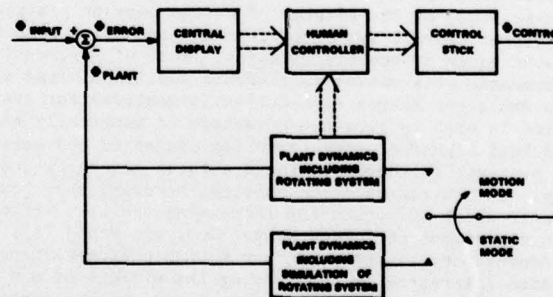 Φ INPUT
+
Σ
−
Φ ERROR
Φ PLANT
CENTRAL
DISPLAY
HUMAN
CONTROLLER
CONTROL
STICK
Φ CONTROL
PLANT DYNAMICS
INCLUDING
ROTATING SYSTEM
MOTION
MODE
STATIC
MODE
PLANT DYNAMICS
INCLUDING
SIMULATION OF
ROTATING SYSTEM